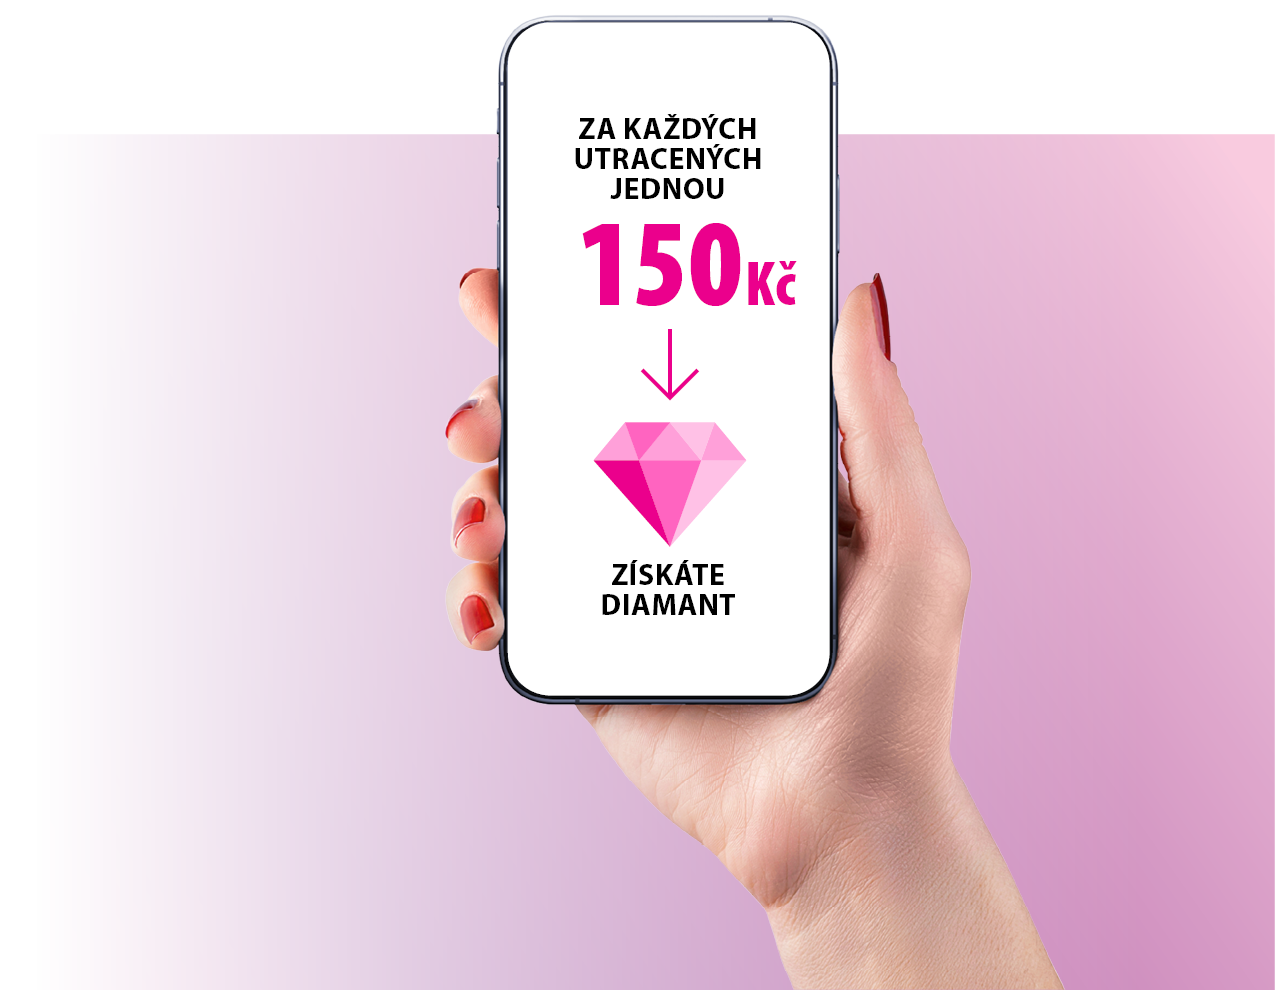 ZA KAŽDÝCH
UTRACENÝCH
JEDNOU
150Kč
ZÍSKÁTE
DIAMANT